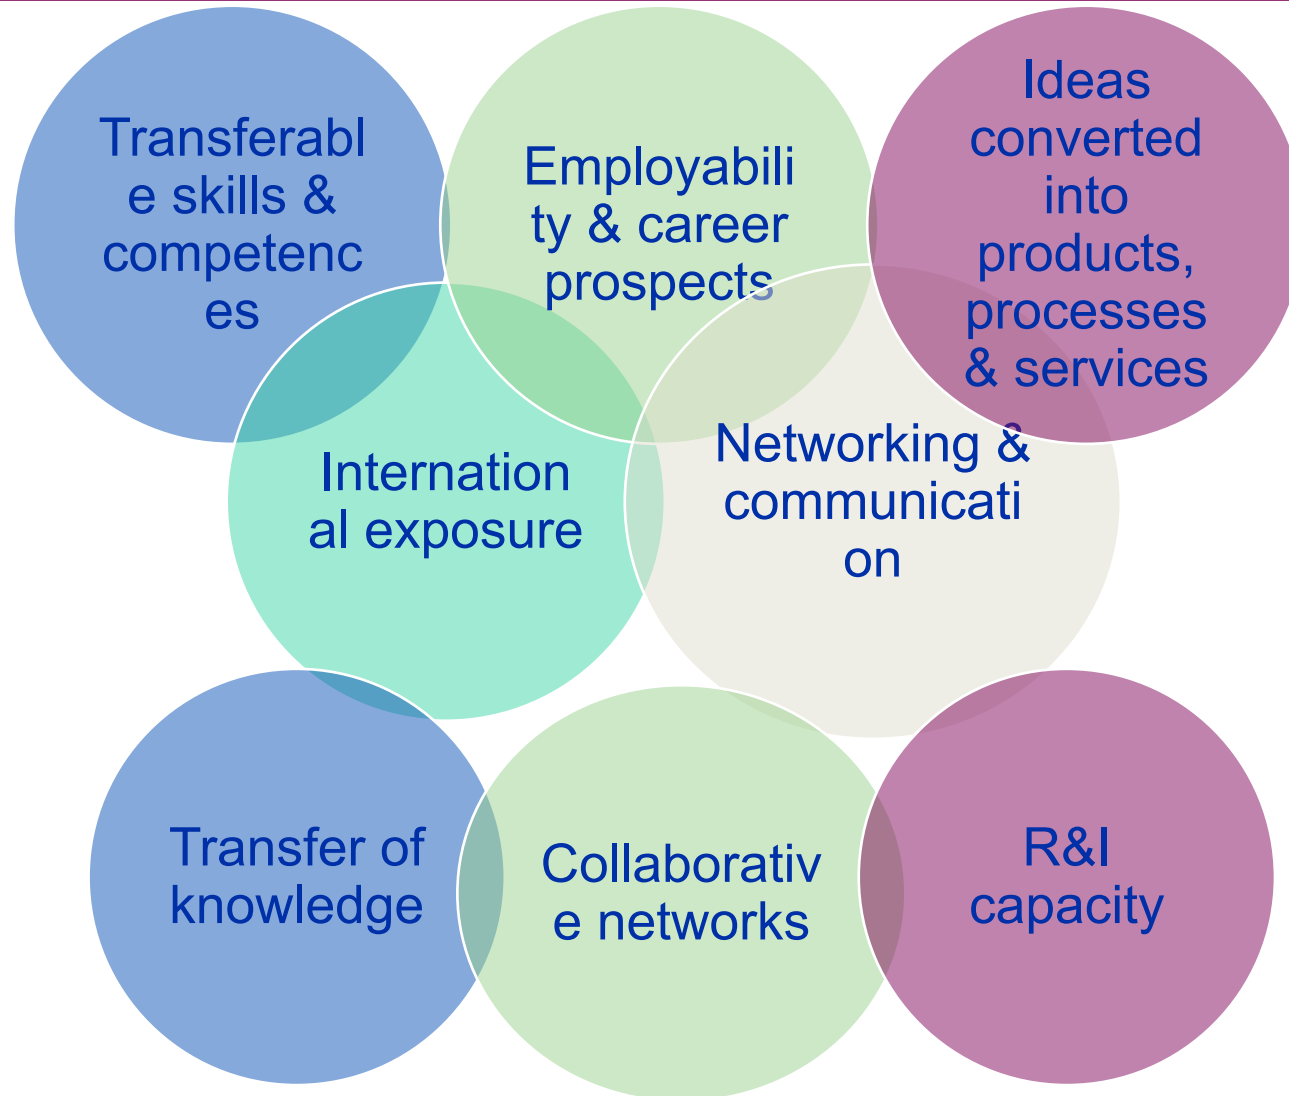 Transferabl
e skills &
competenc
es
Employabili
ty & career
prospects
Ideas
converted
into
products,
processes
& services
Internation
al exposure
Networking &
communicati
on
Transfer of
knowledge
Collaborativ
e networks
R&I
capacity